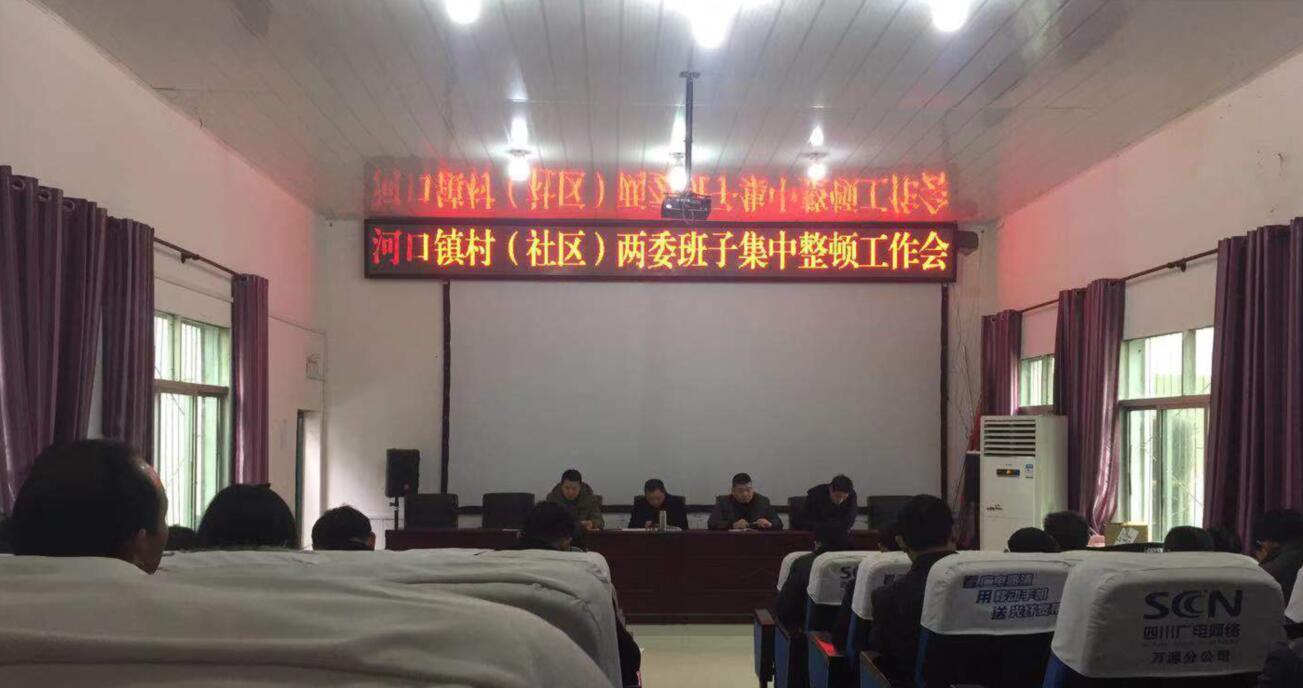 河口镇村（社区）两委班子集中整顿工作会
用移动手机
SCN
四川广电网络
万源分公司